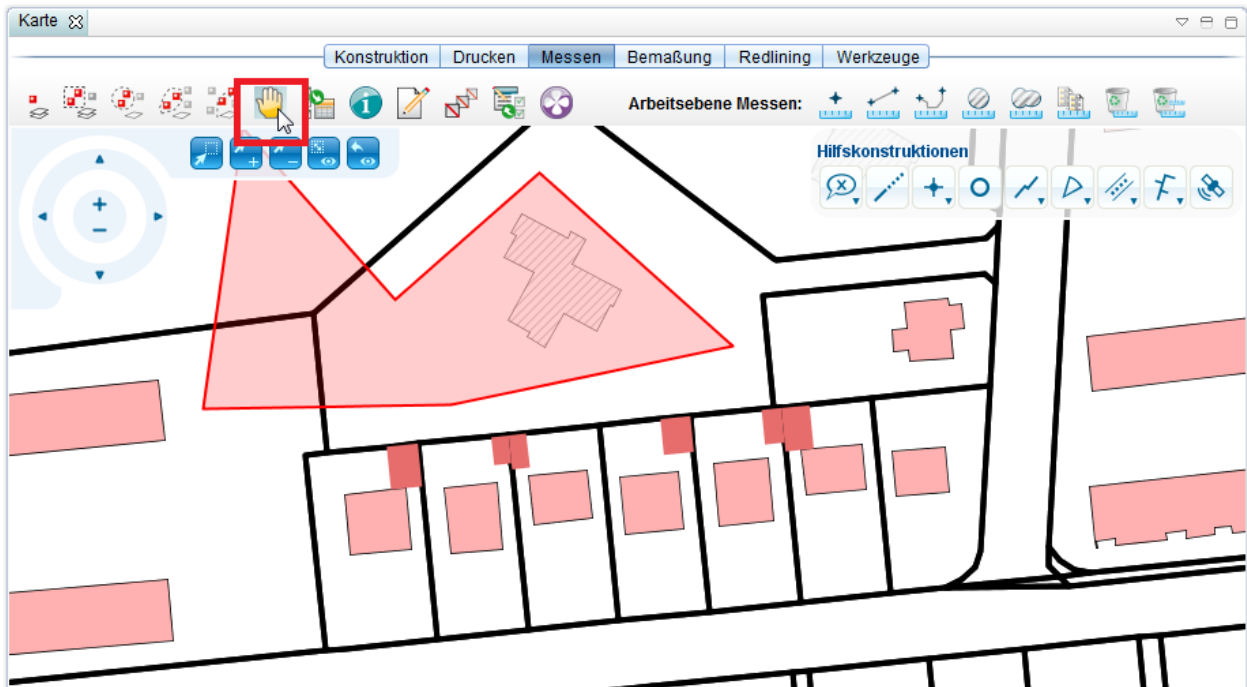 Karte
Konstruktion Drucken Messen Bemaßung Redlining Werkzeuge
Arbeitsebene Messen:
Hilfskonstruktionen